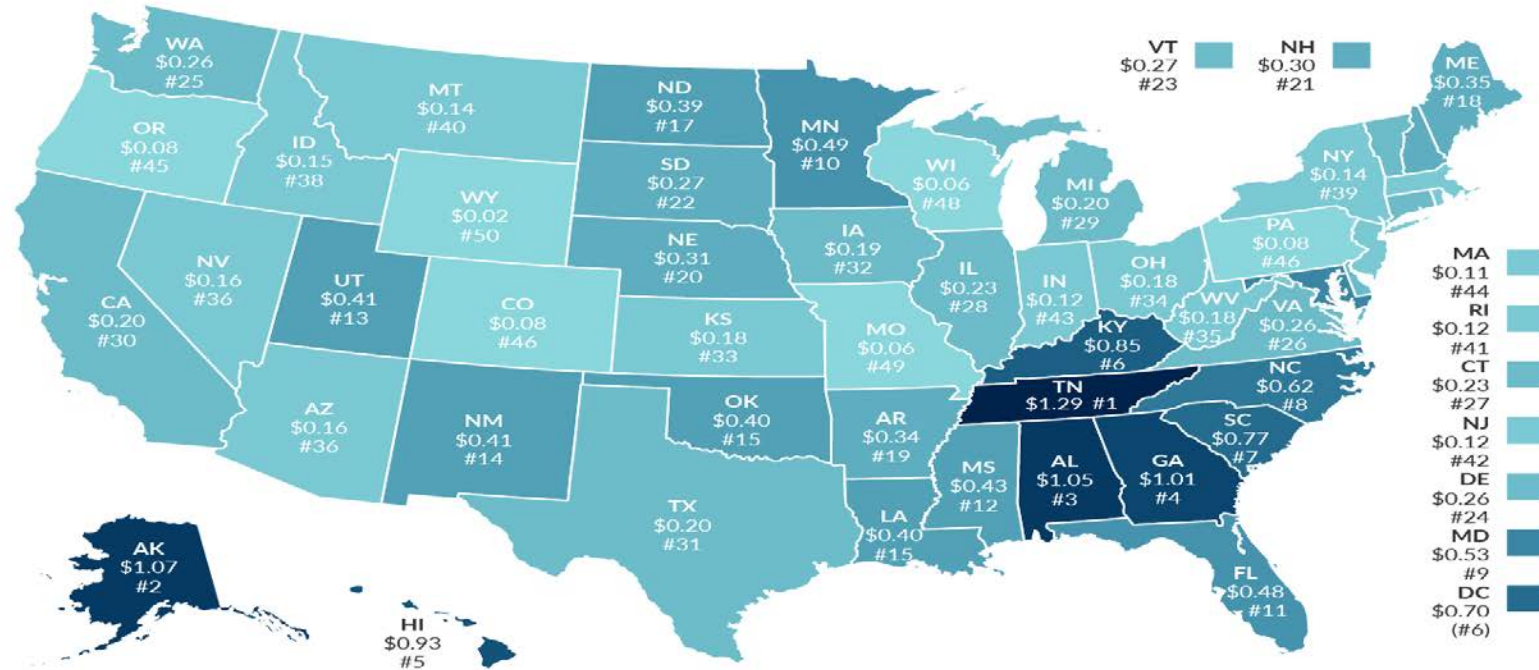 WA
$0.26
#25
MT
$0.14
#40
ND
$0.39
#17
MN
$0.49
#10
VT
$0.27
#23
NH
$0.30
#21
ME
$0.35
#18
OR
$0.08
#45
ID
$0.15
#38
WY
$0.02
#50
SD
$0.27
#22
WI
$0.06
#48
MI
$0.20
#29
NY
$0.14
#39
NV
$0.16
#36
UT
$0.41
#13
CO
$0.08
#46
NE
$0.31
#20
IA
$0.19
#32
IL
$0.23
#28
IN
$0.12
#43
OH
$0.18
#34
PA
$0.08
#46
CA
$0.20
#30
KS
$0.18
#33
MO
$0.06
#49
KY
$0.85
#6
WV
$0.18
#35
VA
$0.26
#26
MA
$0.11
#44
RI
$0.12
#41
CT
$0.23
#27
NJ
$0.12
#42
DE
$0.26
#24
MD
$0.53
#9
DC
$0.70
(#6)
AZ
$0.16
#36
NM
$0.41
#14
OK
$0.40
#15
AR
$0.34
#19
TN
$1.29 #1
NC
$0.62
#8
SC
$0.77
#7
TX
$0.20
#31
LA
$0.40
#15
MS
$0.43
#12
AL
$1.05
#3
GA
$1.01
#4
FL
$0.48
#11
AK
$1.07
#2
HI
$0.93
#5